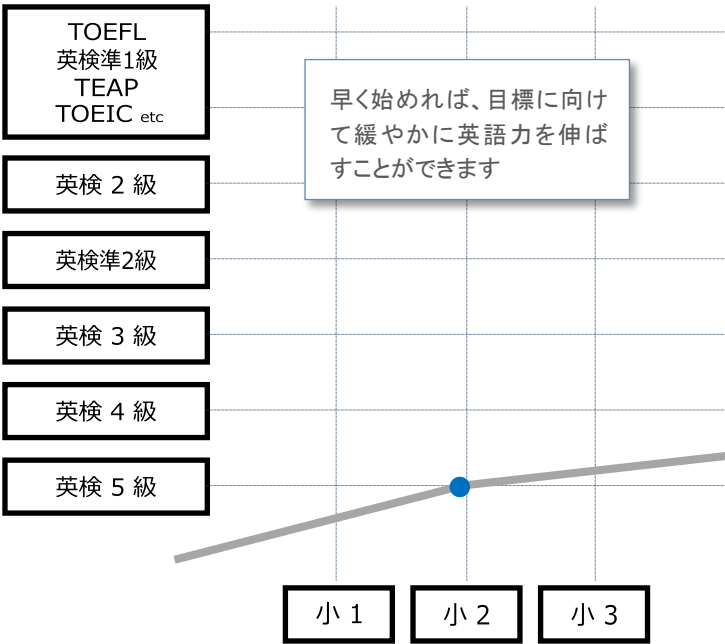 TOEFL
英検準1級
TEAP
TOEIC etc
早く始めれば、目標に向け
て緩やかに英語力を伸ば
すことができます
英検 2 級
英検準2級
英検 3 級
英検 4 級
英検 5 級
小 1
小 2
小 3